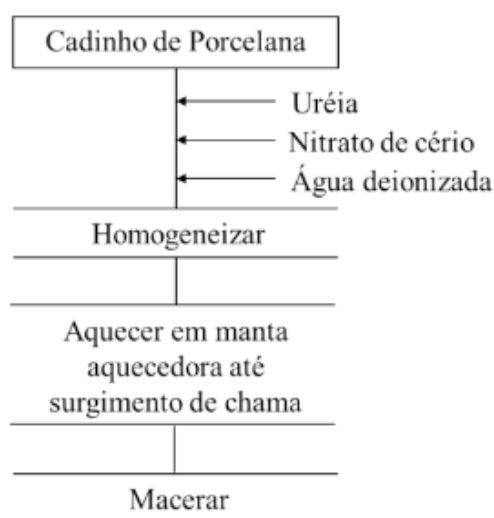 Cadinho de Porcelana
Uréia
Nitrato de cério
Água deionizada
Homogeneizar
Aquecer em manta
aquecedora até
surgimento de chama
Macerar